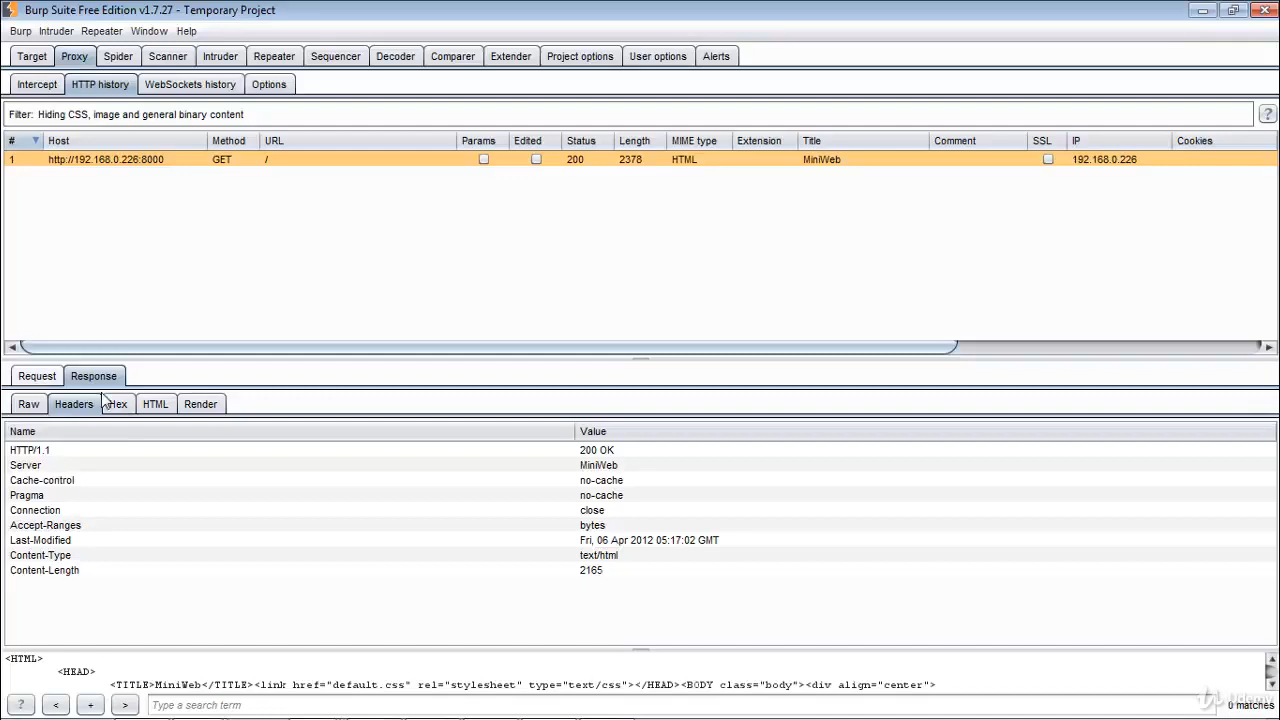 Burp Suite Free Edition v1.7.27 - Temporary Project
Burp Intruder Repeater Window Help
Target Proxy Spider Scanner Intruder Repeater Sequencer Decoder Comparer Extender Project options User options Alerts
Intercept HTTP history WebSockets history Options
Filter: Hiding CSS, image and general binary content ?
# Host Method URL Params Edited Status Length MIME type Extension Title Comment SSL IP Cookies
1 http://192.168.0.226:8000 GET / 200 2378 HTML MiniWeb 192.168.0.226
Request Response
Raw Headers Hex HTML Render
Name Value
HTTP/1.1 200 OK
Server MiniWeb
Cache-control no-cache
Pragma no-cache
Connection close
Accept-Ranges bytes
Last-Modified Fri, 06 Apr 2012 05:17:02 GMT
Content-Type text/html
Content-Length 2165
<HTML>
<HEAD>
<TITLE>MiniWeb</TITLE><link href="default.css" rel="stylesheet" type="text/css"></HEAD><BODY class="body"><div align="center">
? < + > Type a search term 0 matches
Udemy